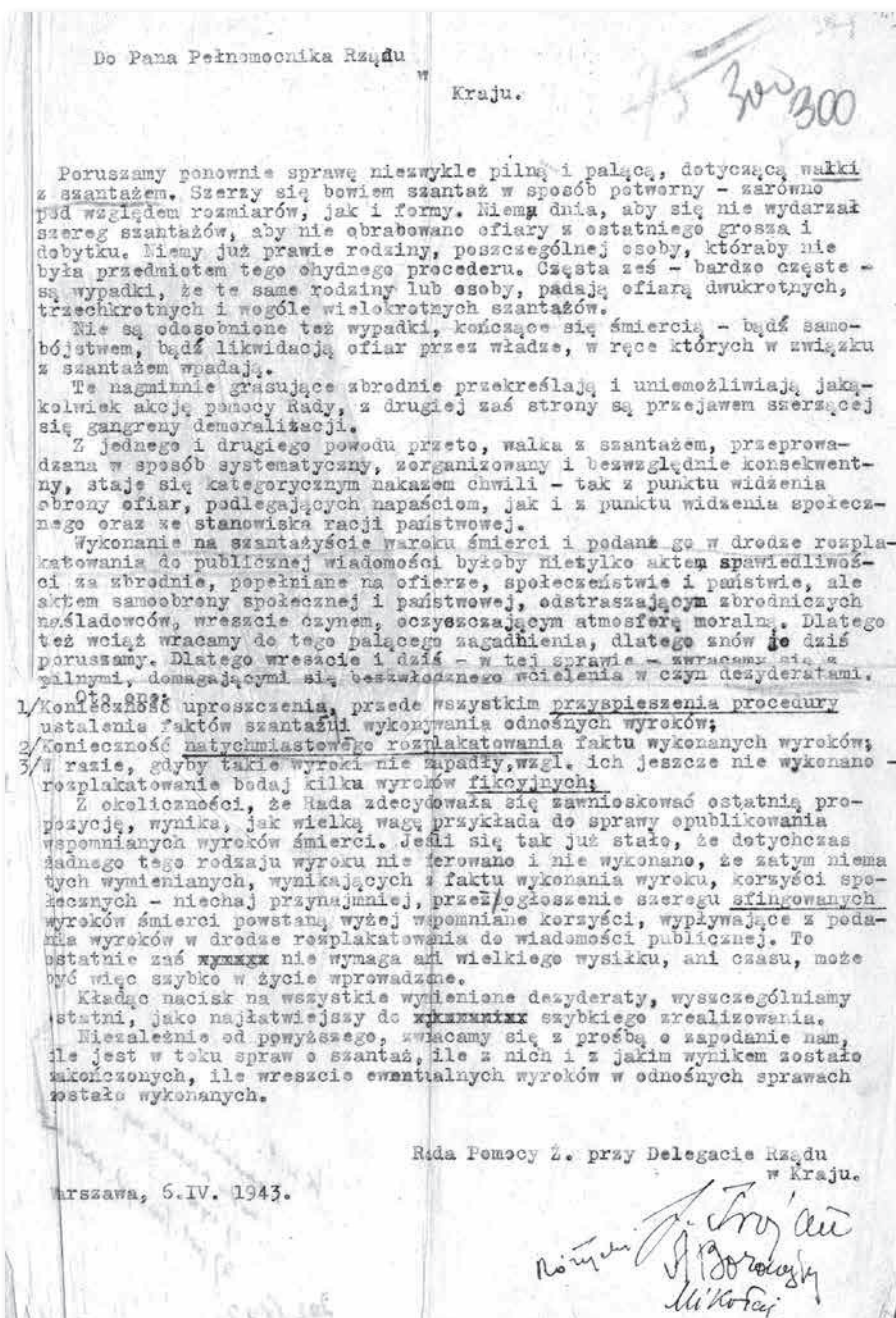 Do Pana Pełnomocnika Rządu
w
Kraju.
300 300
Poruszamy ponownie sprawę niezwykle pilną i palącą, dotyczącą walki
z szantażem. Szerzy się bowiem szantaż w sposób potworny - zarówno
pod względem rozmiarów, jak i formy. Niema dnia, aby się nie wydarzał
szereg szantażów, aby nie obrabowano ofiary z ostatniego grosza i
dobytku. Niemy już prawie rodziny, poszczególnej osoby, któraby nie
była przedmiotem tego ohydnego procederu. Częsta zaś - bardzo częste -
są wypadki, że te same rodziny lub osoby, padają ofiarą dwukrotnych,
trzechkrotnych i wogóle wielokrotnych szantażów.
Nie są odosobnione też wypadki, kończące się śmiercią - bądź samo-
bójstwem, bądź likwidacją ofiar przez władze, w ręce których w związku
z szantażem wpadają.
Te nagminnie grasujące zbrodnie przekreślają i uniemożliwiają jaką-
kolwiek akcję pomocy Rady, z drugiej zaś strony są przejawem szerzącej
się gangreny demoralizacji.
Z jednego i drugiego powodu przeto, walka z szantażem, przeprowa-
dzana w sposób systematyczny, zorganizowany i bezwzględnie konsekwent-
ny, staje się kategorycznym nakazem chwili - tak z punktu widzenia
obrony ofiar, podlegających napaściom, jak i z punktu widzenia społecz-
nego oraz ze stanowiska racji państwowej.
Wykonanie na szantażyście wyroku śmierci i podanie go w drodze rozpla-
katowania do publicznej wiadomości byłoby nietylko aktem spawiedliwoś-
ci za zbrodnie, popełniane na ofierze, społeczeństwie i państwie, ale
aktem samoobrony społecznej i państwowej, odstraszającym zbrodniczych
naśladowców, wreszcie czynem, oczyszczającym atmosferę moralną. Dlatego
też wciąż wracamy do tego palącego zagadnienia, dlatego znów je dziś
poruszamy. Dlatego wreszcie i dziś - w tej sprawie - zwracamy się z
pilnymi, domagającymi się bezzwłocznego wcielenia w czyn dezyderatami.
Oto one:
1/Konieczność uproszczenia, przede wszystkim przyspieszenia procedury
ustalenia faktów szantażu i wykonywania odnośnych wyroków;
2/Konieczność natychmiastowego rozplakatowania faktu wykonanych wyroków;
3/W razie, gdyby takie wyroki nie zapadły, wzgl. ich jeszcze nie wykonano -
rozplakatowanie bodaj kilku wyroków fikcyjnych;
Z okoliczności, że Rada zdecydowała się zawnioskować ostatnią pro-
pozycję, wynika, jak wielką wagę przykłada do sprawy opublikowania
wspomnianych wyroków śmierci. Jeśli się tak już stało, że dotychczas
żadnego tego rodzaju wyroku nie ferowano i nie wykonano, że zatym niema
tych wymienianych, wynikających z faktu wykonania wyroku, korzyści spo-
łecznych - niechaj przynajmniej, przez/ogłoszenie szeregu sfingowanych
wyroków śmierci powstaną wyżej wspomniane korzyści, wypływające z poda-
nia wyroków w drodze rozplakatowania do wiadomości publicznej. To
ostatnie zaś nie wymaga ani wielkiego wysiłku, ani czasu, może
być więc szybko w życie wprowadzone.
Kładąc nacisk na wszystkie wymienione dezyderaty, wyszczególniamy
ostatni, jako najłatwiejszy do szybkiego zrealizowania.
Niezależnie od powyższego, zwracamy się z prośbą o zapodanie nam,
ile jest w toku spraw o szantaż, ile z nich i z jakim wynikem zostało
zakończonych, ile wreszcie ewentualnych wyroków w odnośnych sprawach
zostało wykonanych.
Rada Pomocy Ż. przy Delegacie Rządu
w Kraju.
Warszawa, 6.IV. 1943.
J. Trojan
Różycki
Borowski
Mikołaj